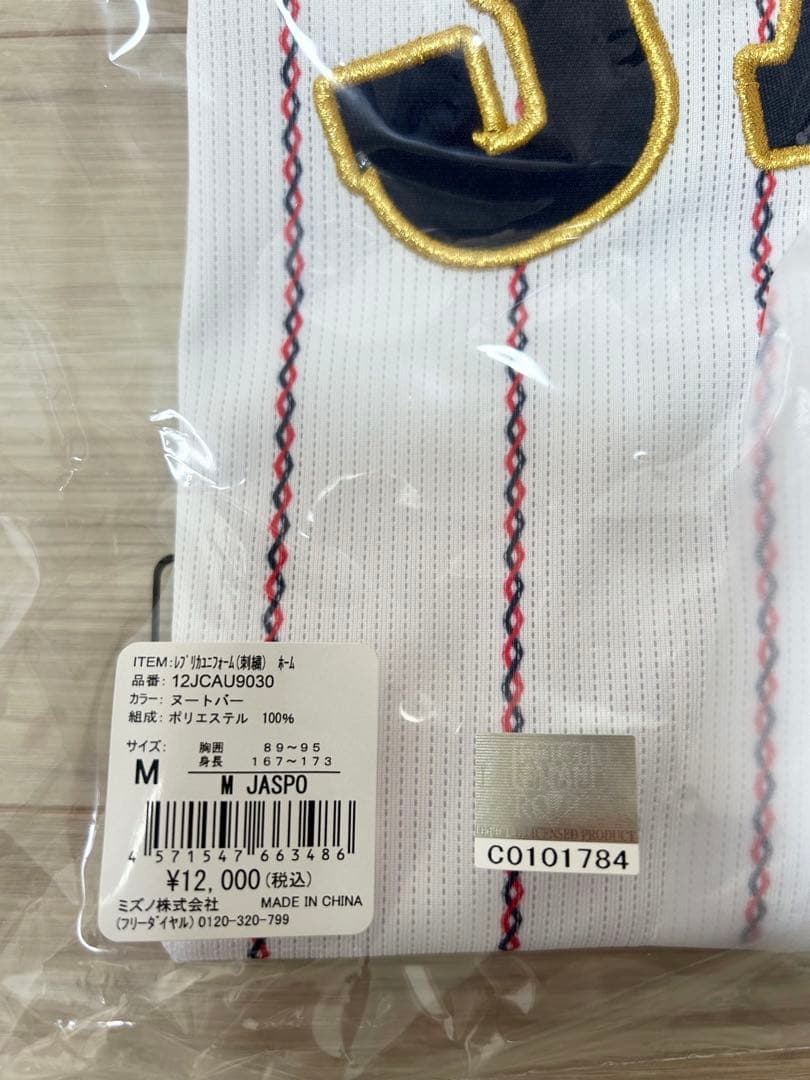 ITEM:ﾚﾌﾟﾘｶﾕﾆﾌｫｰﾑ(刺繍) ﾎｰﾑ
品番: 12JCAU9030
カラー: ヌートバー
組成: ポリエステル 100%
サイズ: 胸囲 89~95
M 身長 167~173
M JASPO
4 571547 663486
¥12,000(税込)
ミズノ株式会社 MADE IN CHINA
(フリーダイヤル) 0120-320-799
LICENSED PRODUCT
C0101784